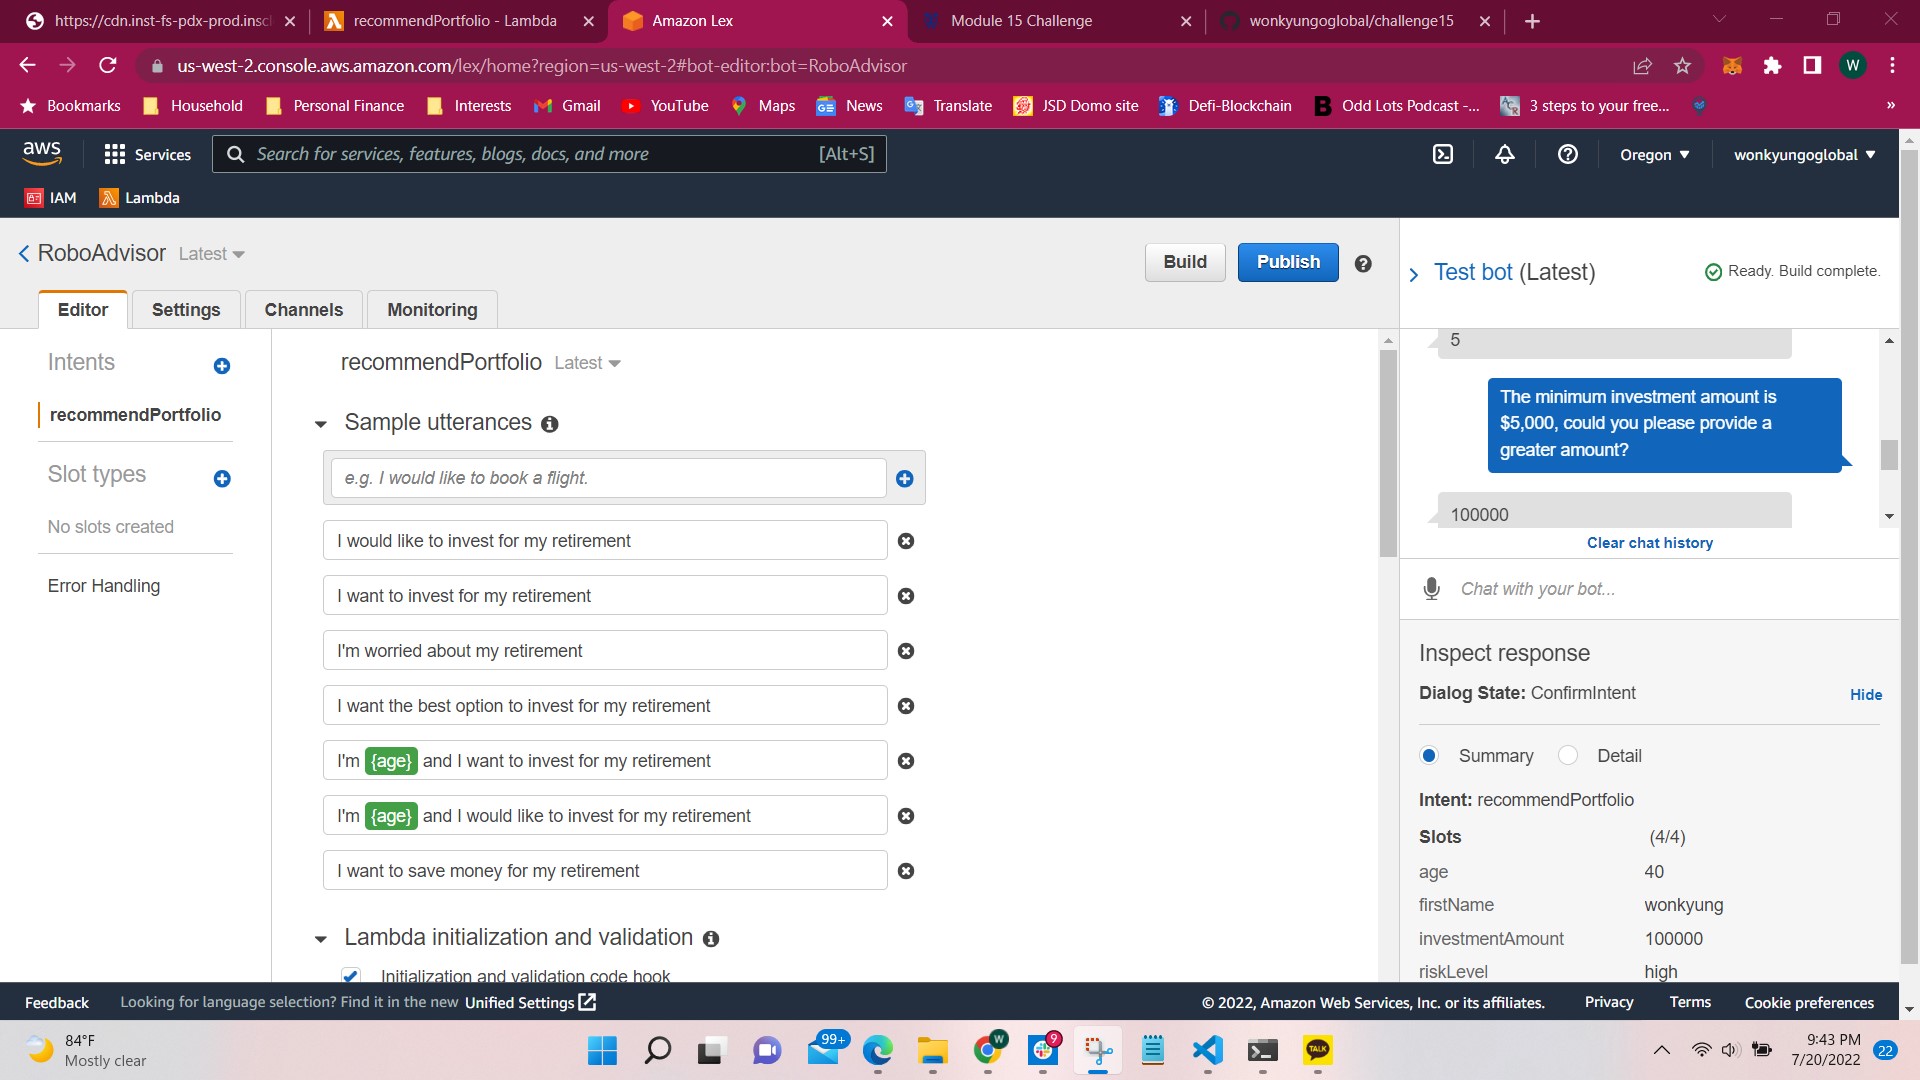 https://cdn.inst-fs-pdx-prod.inscl
recommendPortfolio - Lambda
Amazon Lex
Module 15 Challenge
wonkyungoglobal/challenge15
us-west-2.console.aws.amazon.com/lex/home?region=us-west-2#bot-editor:bot=RoboAdvisor
W
Bookmarks
Household
Personal Finance
Interests
Gmail
YouTube
Maps
News
Translate
JSD Domo site
Defi-Blockchain
Odd Lots Podcast -...
3 steps to your free...
»
aws
Services
Search for services, features, blogs, docs, and more
[Alt+S]
Oregon
wonkyungoglobal
IAM
Lambda
RoboAdvisor Latest
Build
Publish
Editor
Settings
Channels
Monitoring
Intents
recommendPortfolio
Slot types
No slots created
Error Handling
recommendPortfolio Latest
Sample utterances
e.g. I would like to book a flight.
I would like to invest for my retirement
I want to invest for my retirement
I'm worried about my retirement
I want the best option to invest for my retirement
I'm {age} and I want to invest for my retirement
I'm {age} and I would like to invest for my retirement
I want to save money for my retirement
Lambda initialization and validation
Initialization and validation code hook
Test bot (Latest)
Ready. Build complete.
5
The minimum investment amount is
$5,000, could you please provide a
greater amount?
100000
Clear chat history
Chat with your bot...
Inspect response
Dialog State: ConfirmIntent
Hide
Summary
Detail
Intent: recommendPortfolio
Slots (4/4)
age 40
firstName wonkyung
investmentAmount 100000
riskLevel high
Feedback
Looking for language selection? Find it in the new Unified Settings
© 2022, Amazon Web Services, Inc. or its affiliates.
Privacy
Terms
Cookie preferences
84°F
Mostly clear
99+
W
9
TALK
9:43 PM
7/20/2022
22